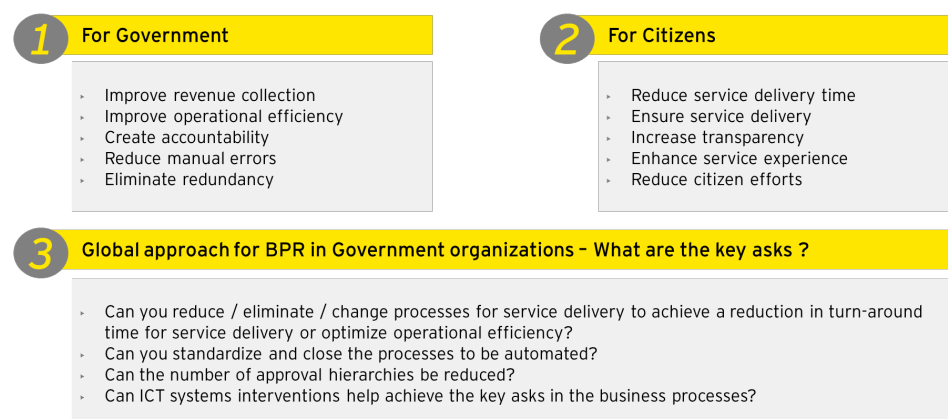 1 For Government
Improve revenue collection
Improve operational efficiency
Create accountability
Reduce manual errors
Eliminate redundancy
2 For Citizens
Reduce service delivery time
Ensure service delivery
Increase transparency
Enhance service experience
Reduce citizen efforts
3 Global approach for BPR in Government organizations – What are the key asks ?
Can you reduce / eliminate / change processes for service delivery to achieve a reduction in turn-around
time for service delivery or optimize operational efficiency?
Can you standardize and close the processes to be automated?
Can the number of approval hierarchies be reduced?
Can ICT systems interventions help achieve the key asks in the business processes?